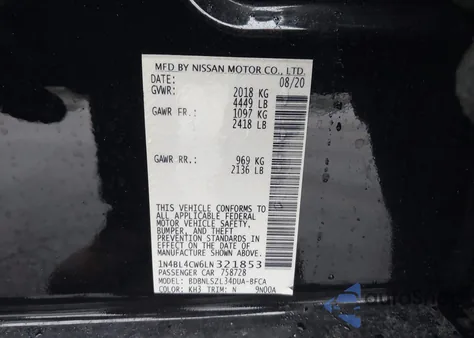 MFD BY NISSAN MOTOR CO., LTD.
DATE: 08/20
GVWR: 2018 KG
4449 LB
GAWR FR.: 1097 KG
2418 LB
GAWR RR.: 969 KG
2136 LB
THIS VEHICLE CONFORMS TO
ALL APPLICABLE FEDERAL
MOTOR VEHICLE SAFETY,
BUMPER, AND THEFT
PREVENTION STANDARDS
IN EFFECT ON THE DATE OF
MANUFACTURE SHOWN ABOVE.
1N4BL4CW6LN321853
PASSENGER CAR 758728
MODEL: BDBNLSZL34DUA-BFCA
COLOR: KH3 TRIM: N 9N00A